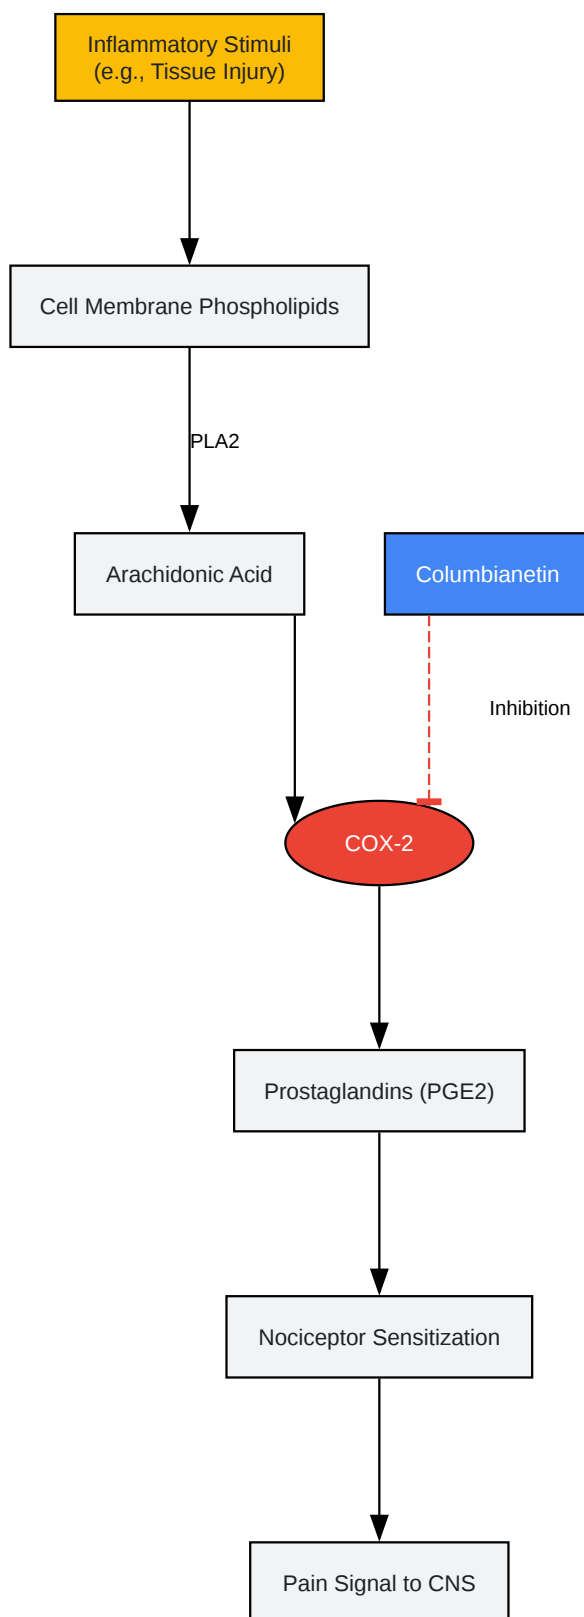 Inflammatory Stimuli
(e.g., Tissue Injury)
Cell Membrane Phospholipids
PLA2
Arachidonic Acid
Columbianetin
Inhibition
COX-2
Prostaglandins (PGE2)
Nociceptor Sensitization
Pain Signal to CNS